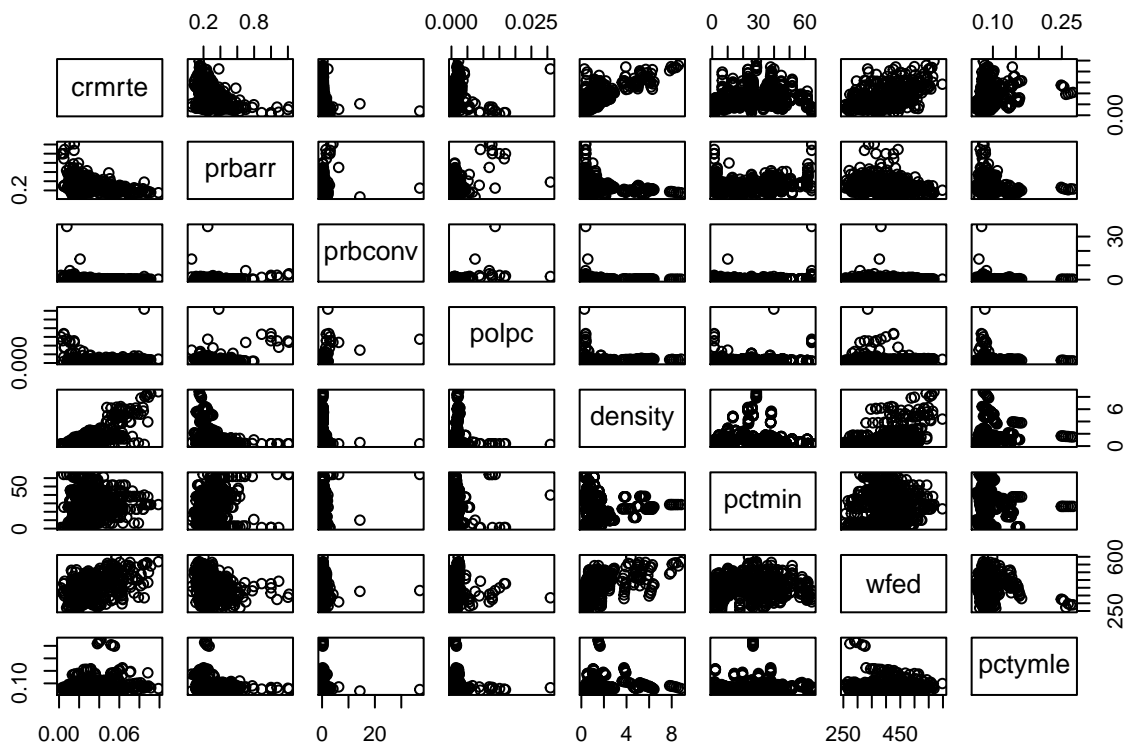 0.2 0.8 0.000 0.025 0 30 60 0.10 0.25
crmrte 0.00
0.2 prbarr
prbconv 0 30
0.000 polpc
density 0 6
0 50 pctmin
wfed 250 600
0.10 pctymle
0.00 0.06 0 20 0 4 8 250 450